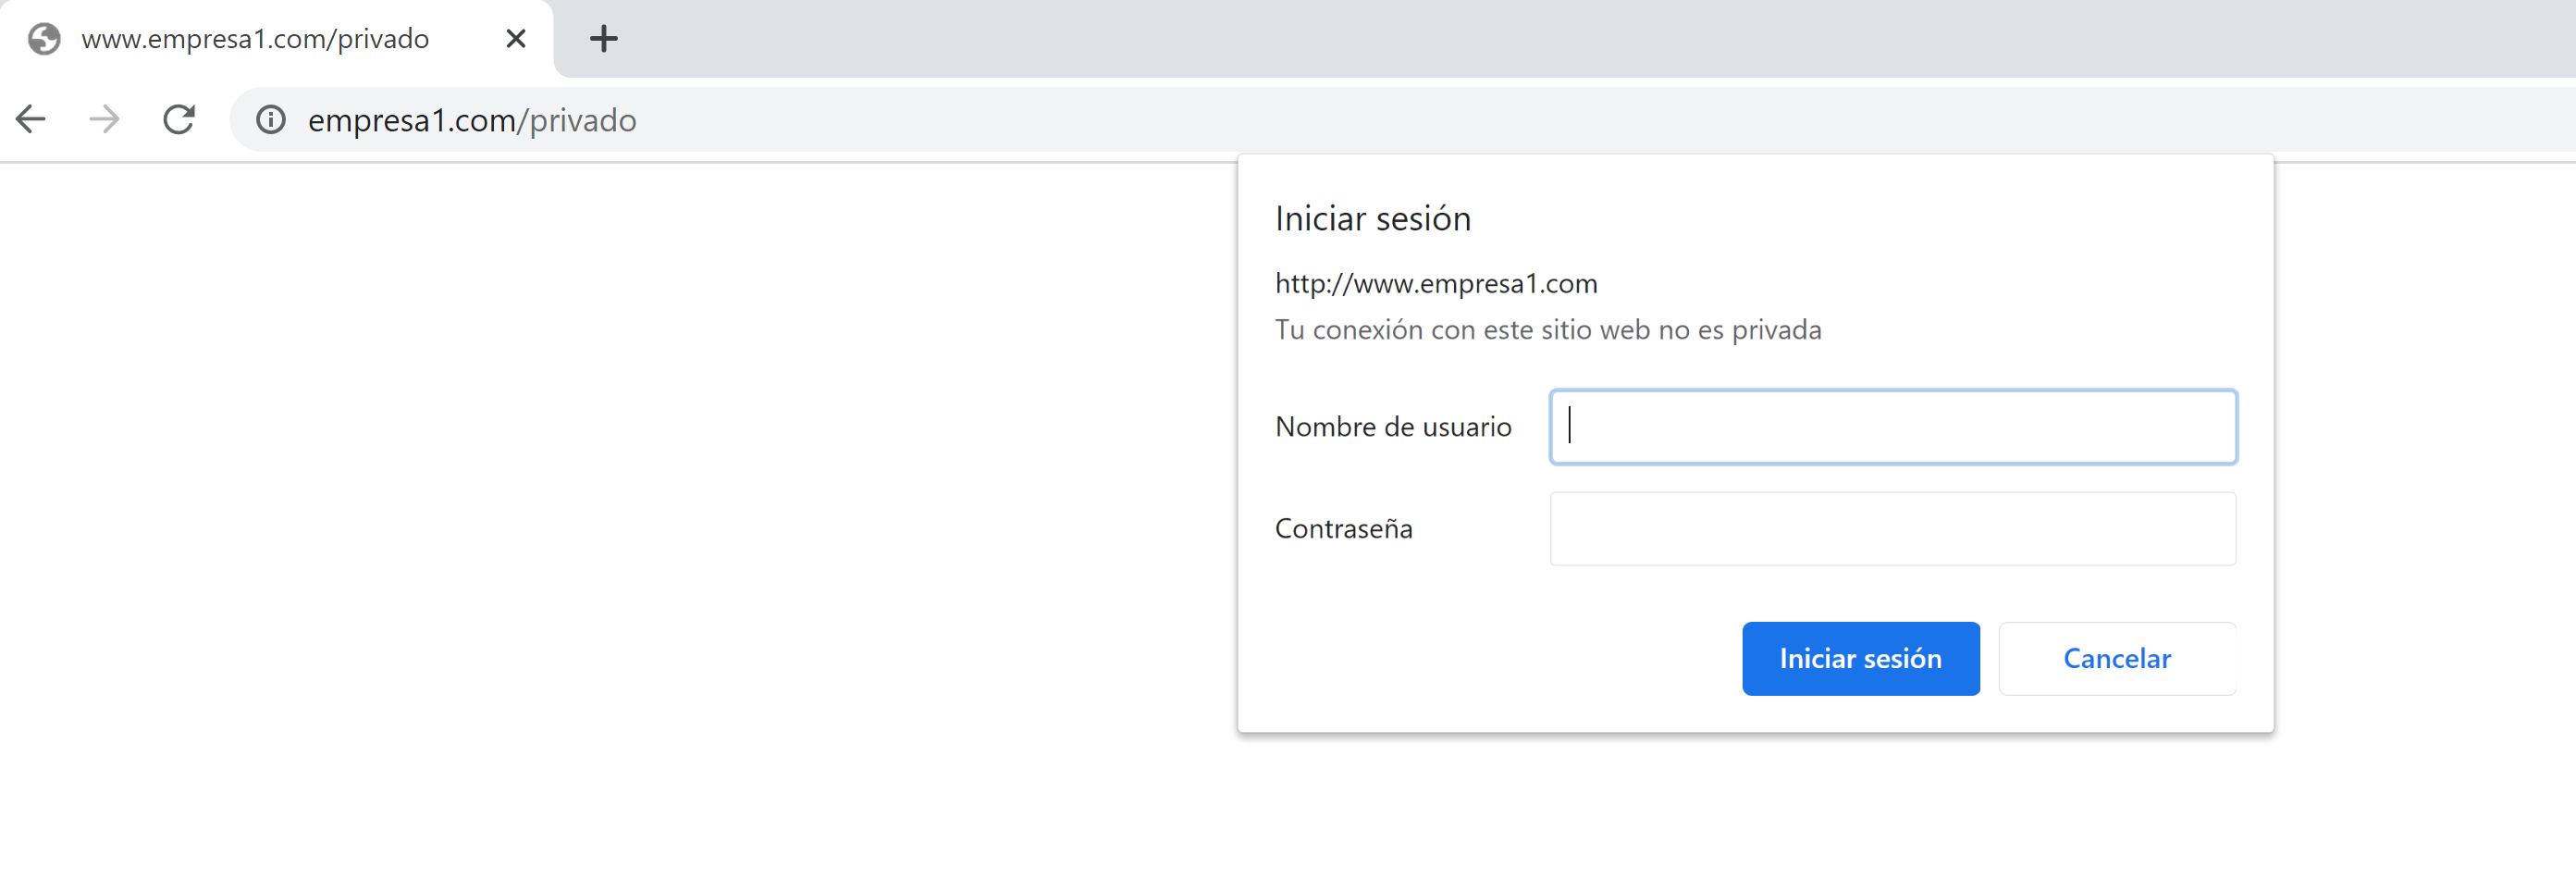 www.empresa1.com/privado
empresa1.com/privado
Iniciar sesión
http://www.empresa1.com
Tu conexión con este sitio web no es privada
Nombre de usuario
Contraseña
Iniciar sesión Cancelar